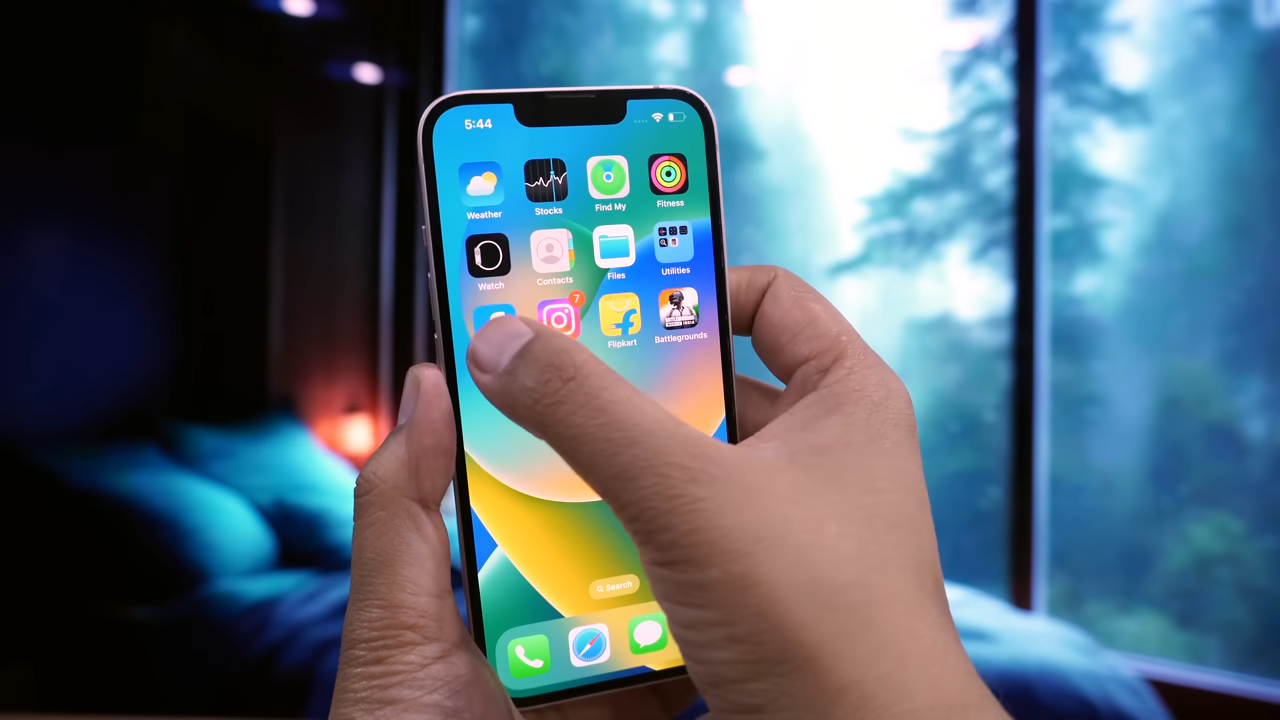 5:44
Weather
Stocks
Find My
Fitness
Watch
Contacts
Files
Utilities
7
Flipkart
Battlegrounds
Search